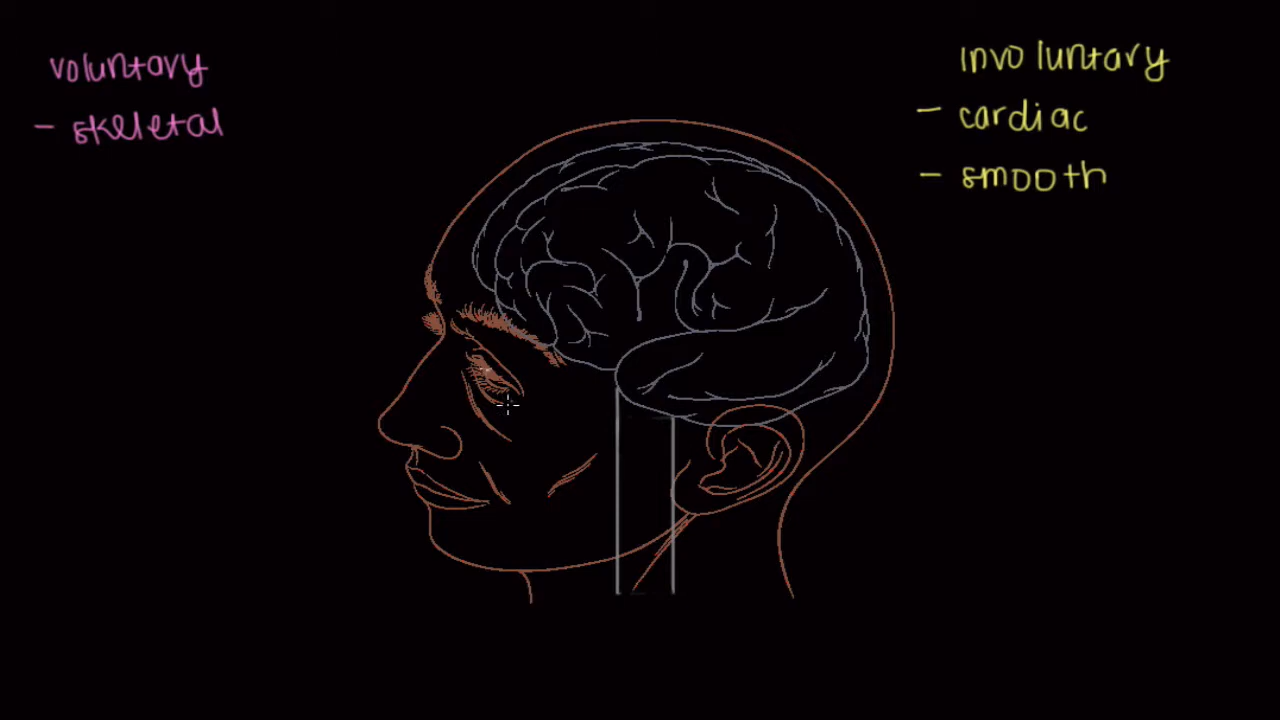 voluntary
- skeletal
involuntary
- cardiac
- smooth